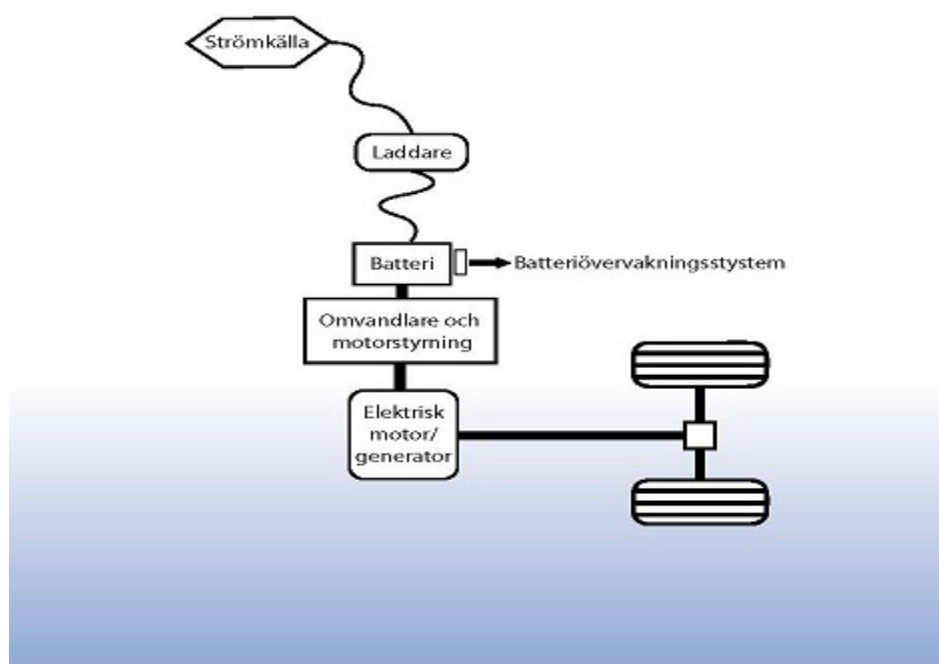 Strömkälla
Laddare
Batteri
Batteriövervakningsstystem
Omvandlare och
motorstyrning
Elektrisk
motor/
generator